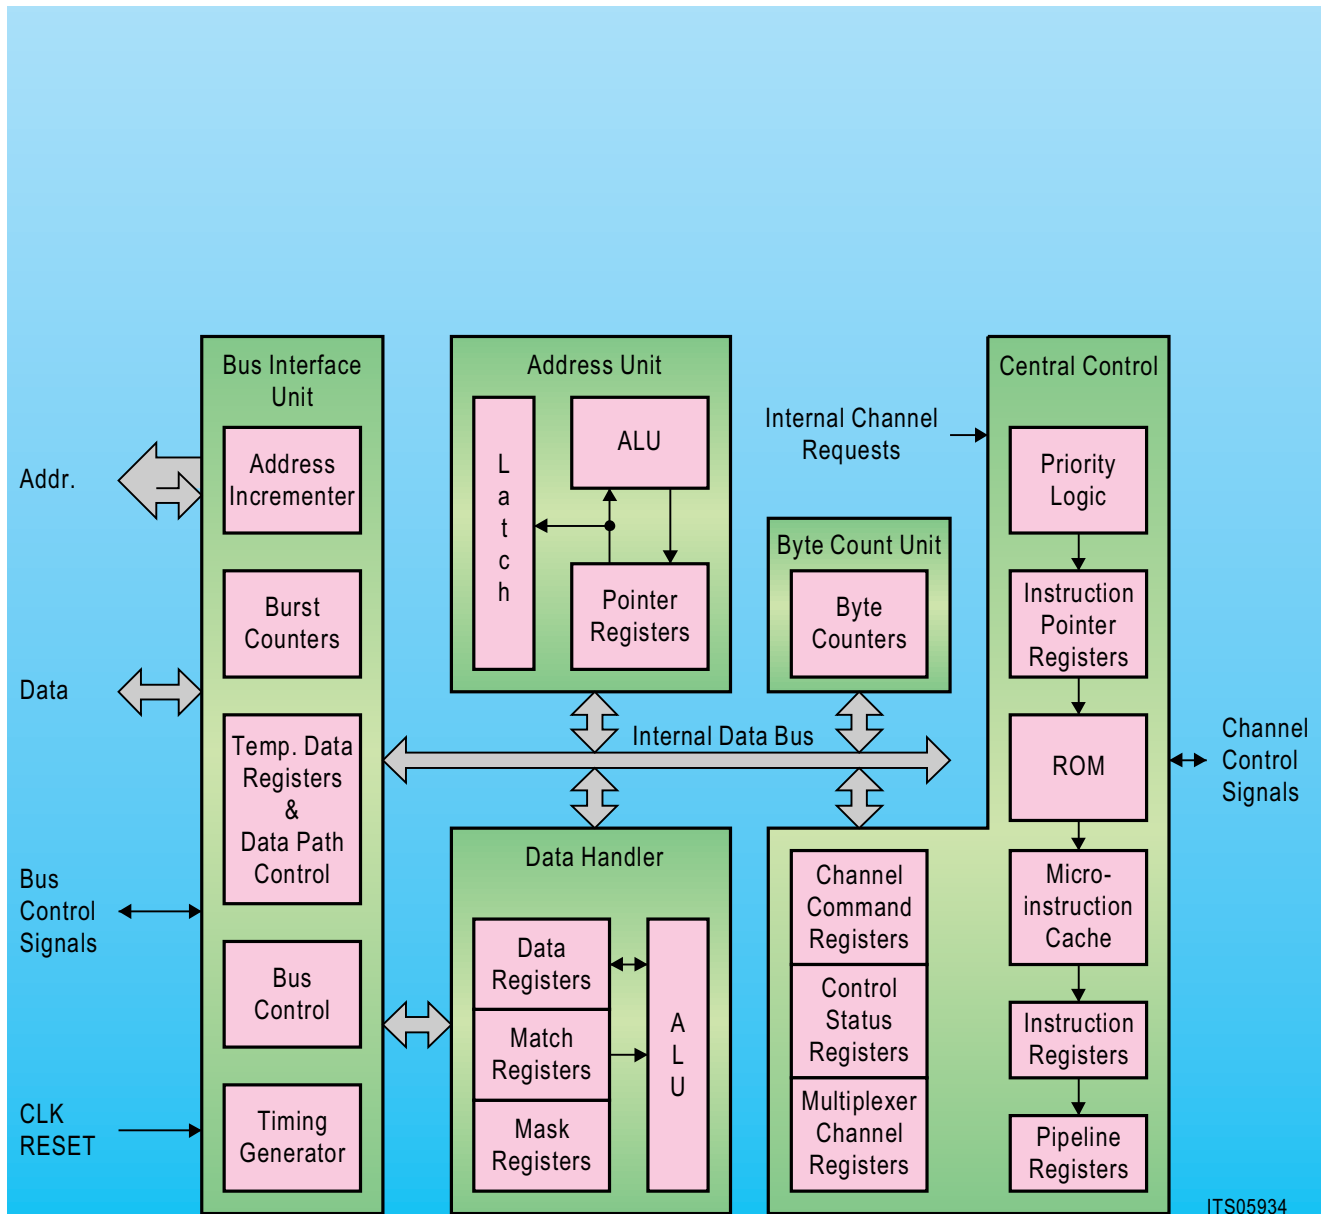 Bus Interface
Unit
Address
Incrementer
Burst
Counters
Temp. Data
Registers
&
Data Path
Control
Bus
Control
Timing
Generator
Addr.
Data
Bus
Control
Signals
CLK
RESET
Address Unit
L
a
t
c
h
ALU
Pointer
Registers
Internal Data Bus
Data Handler
Data
Registers
Match
Registers
Mask
Registers
A
L
U
Internal Channel
Requests
Byte Count Unit
Byte
Counters
Central Control
Priority
Logic
Instruction
Pointer
Registers
ROM
Micro-
instruction
Cache
Instruction
Registers
Pipeline
Registers
Channel
Command
Registers
Control
Status
Registers
Multiplexer
Channel
Registers
Channel
Control
Signals
ITS05934